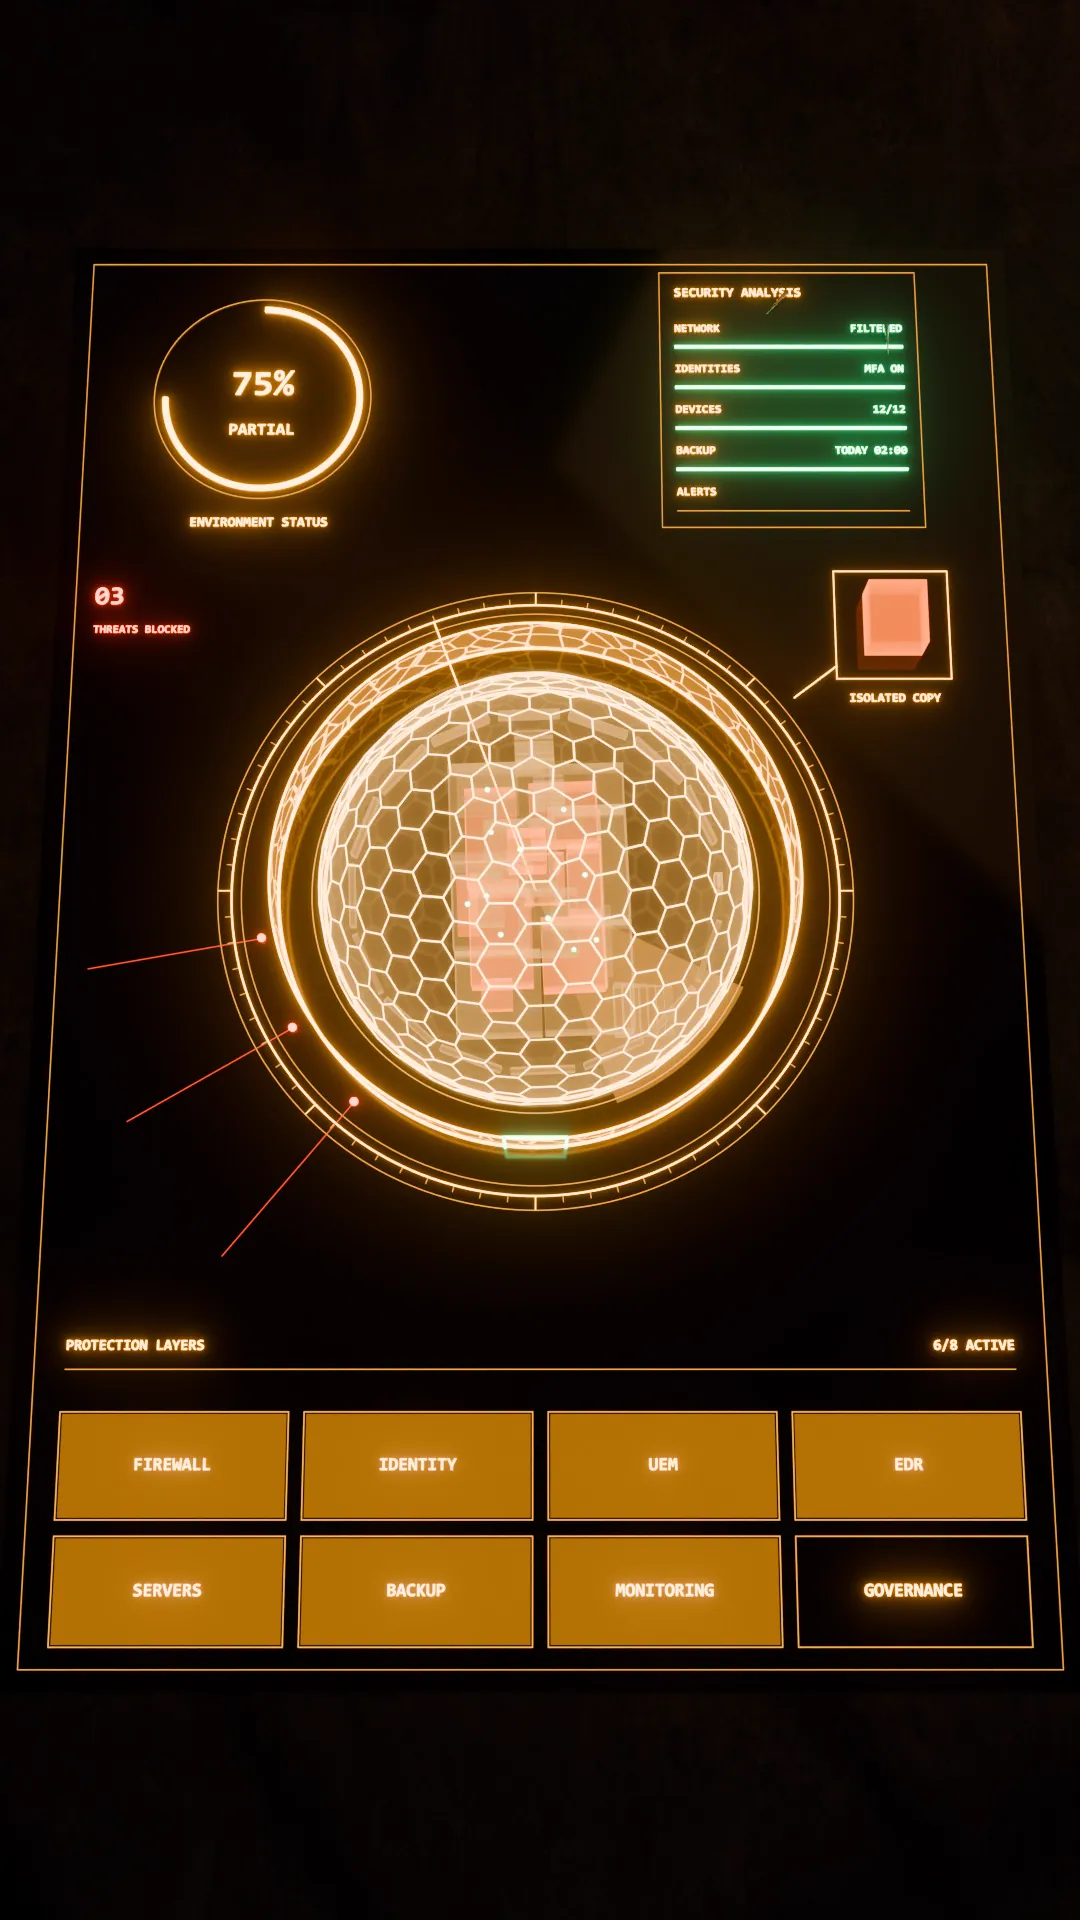 75%
PARTIAL
ENVIRONMENT STATUS
SECURITY ANALYSIS
NETWORK FILTERED
IDENTITIES MFA ON
DEVICES 12/12
BACKUP TODAY 02:00
ALERTS
03
THREATS BLOCKED
ISOLATED COPY
PROTECTION LAYERS 6/8 ACTIVE
FIREWALL IDENTITY UEM EDR
SERVERS BACKUP MONITORING GOVERNANCE